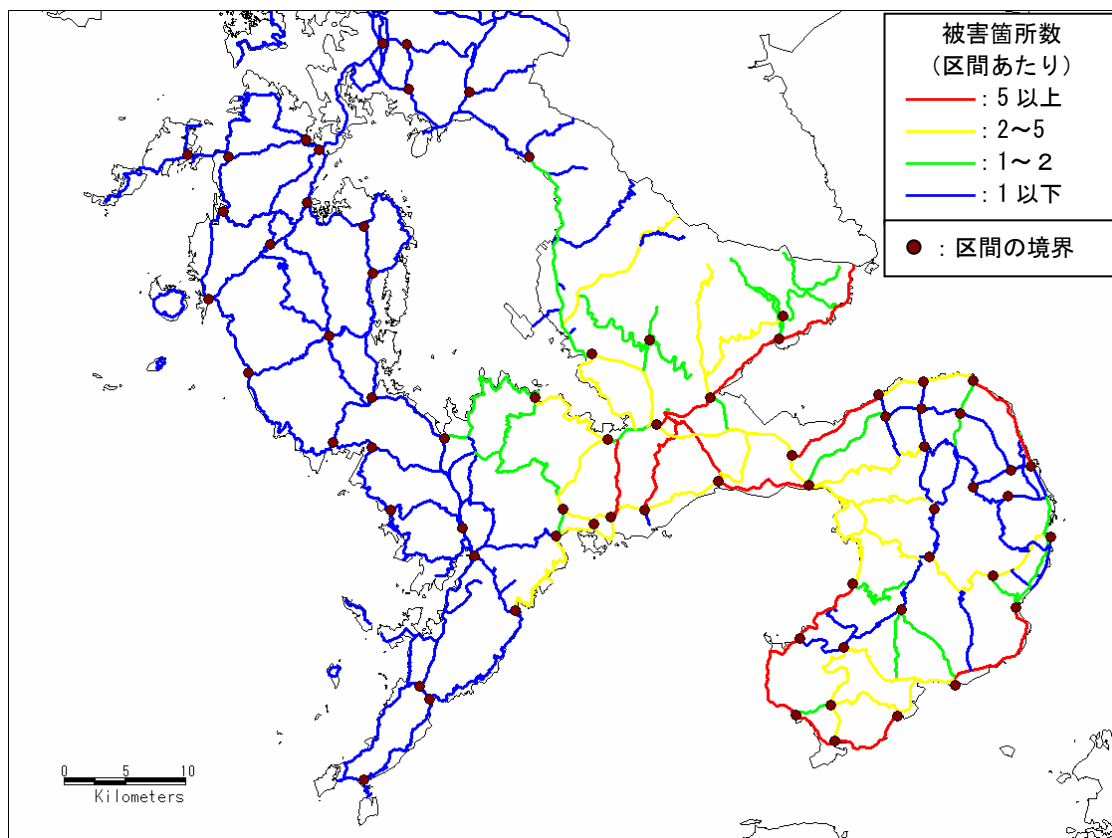 被害箇所数
（区間あたり）
：5 以上
：2～5
：1～２
：1 以下
：区間の境界
0 5 10
Kilometers